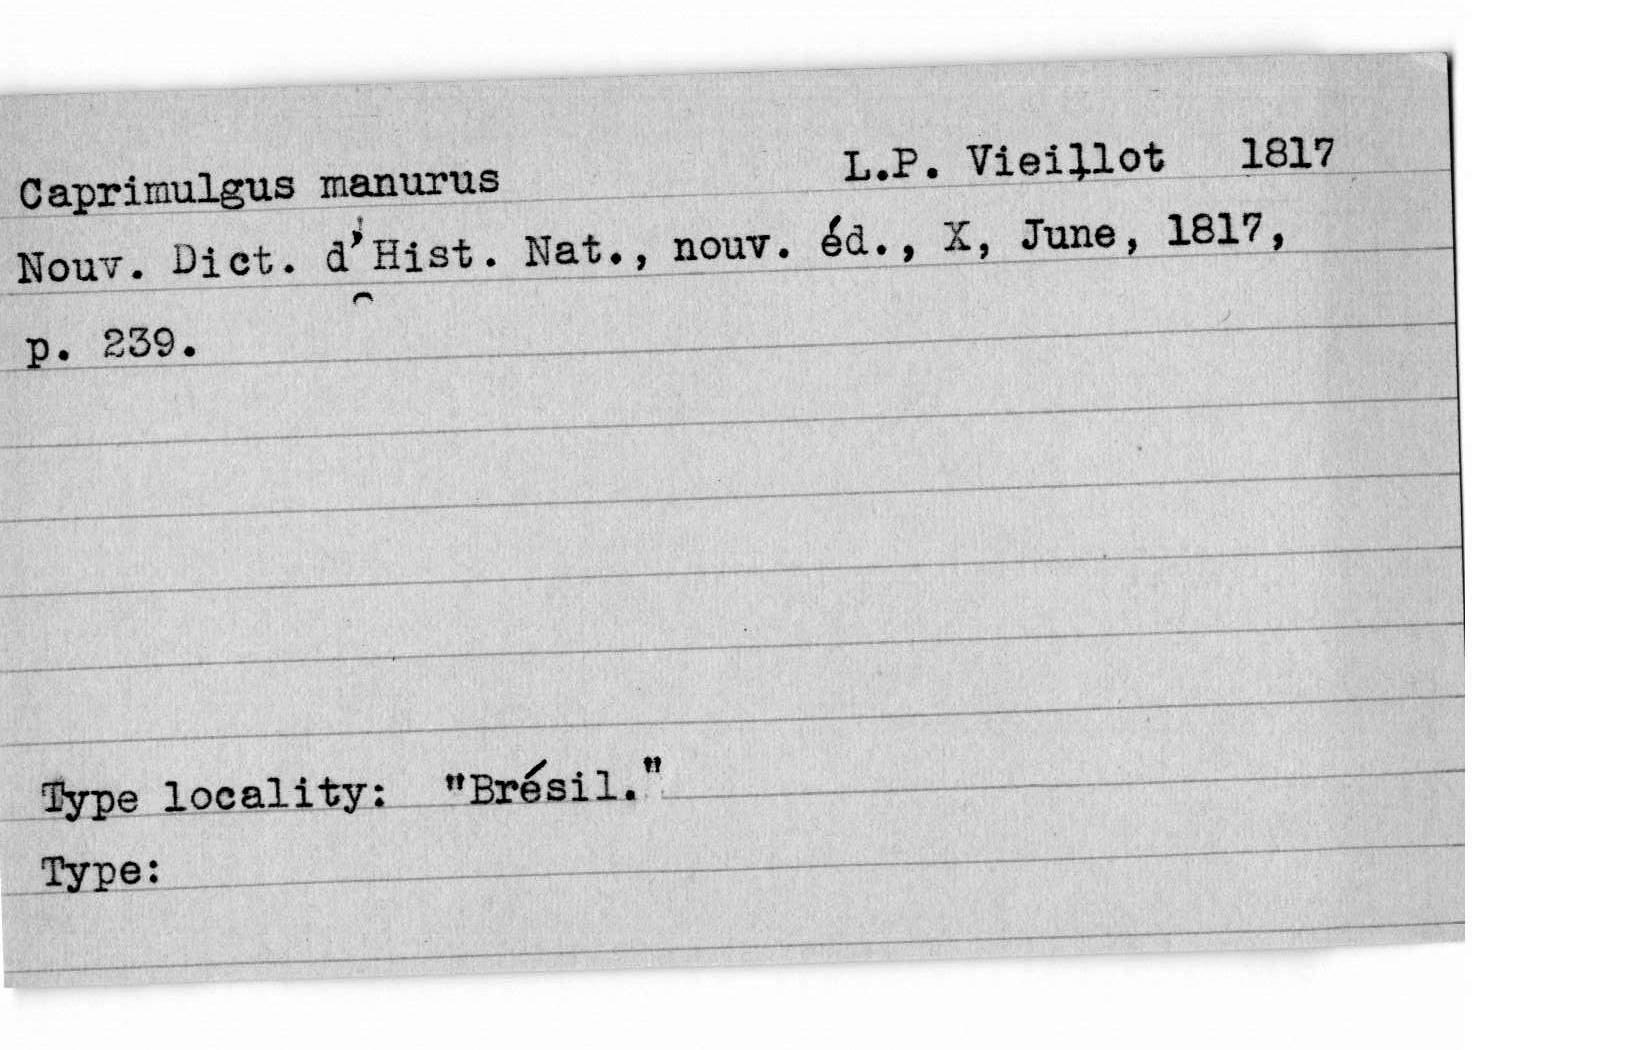 Caprimulgus manurus L.P. Vieillot 1817
Nouv. Dict. d'Hist. Nat., nouv. éd., X, June, 1817,
p. 239.
Type locality: "Brésil."
Type: